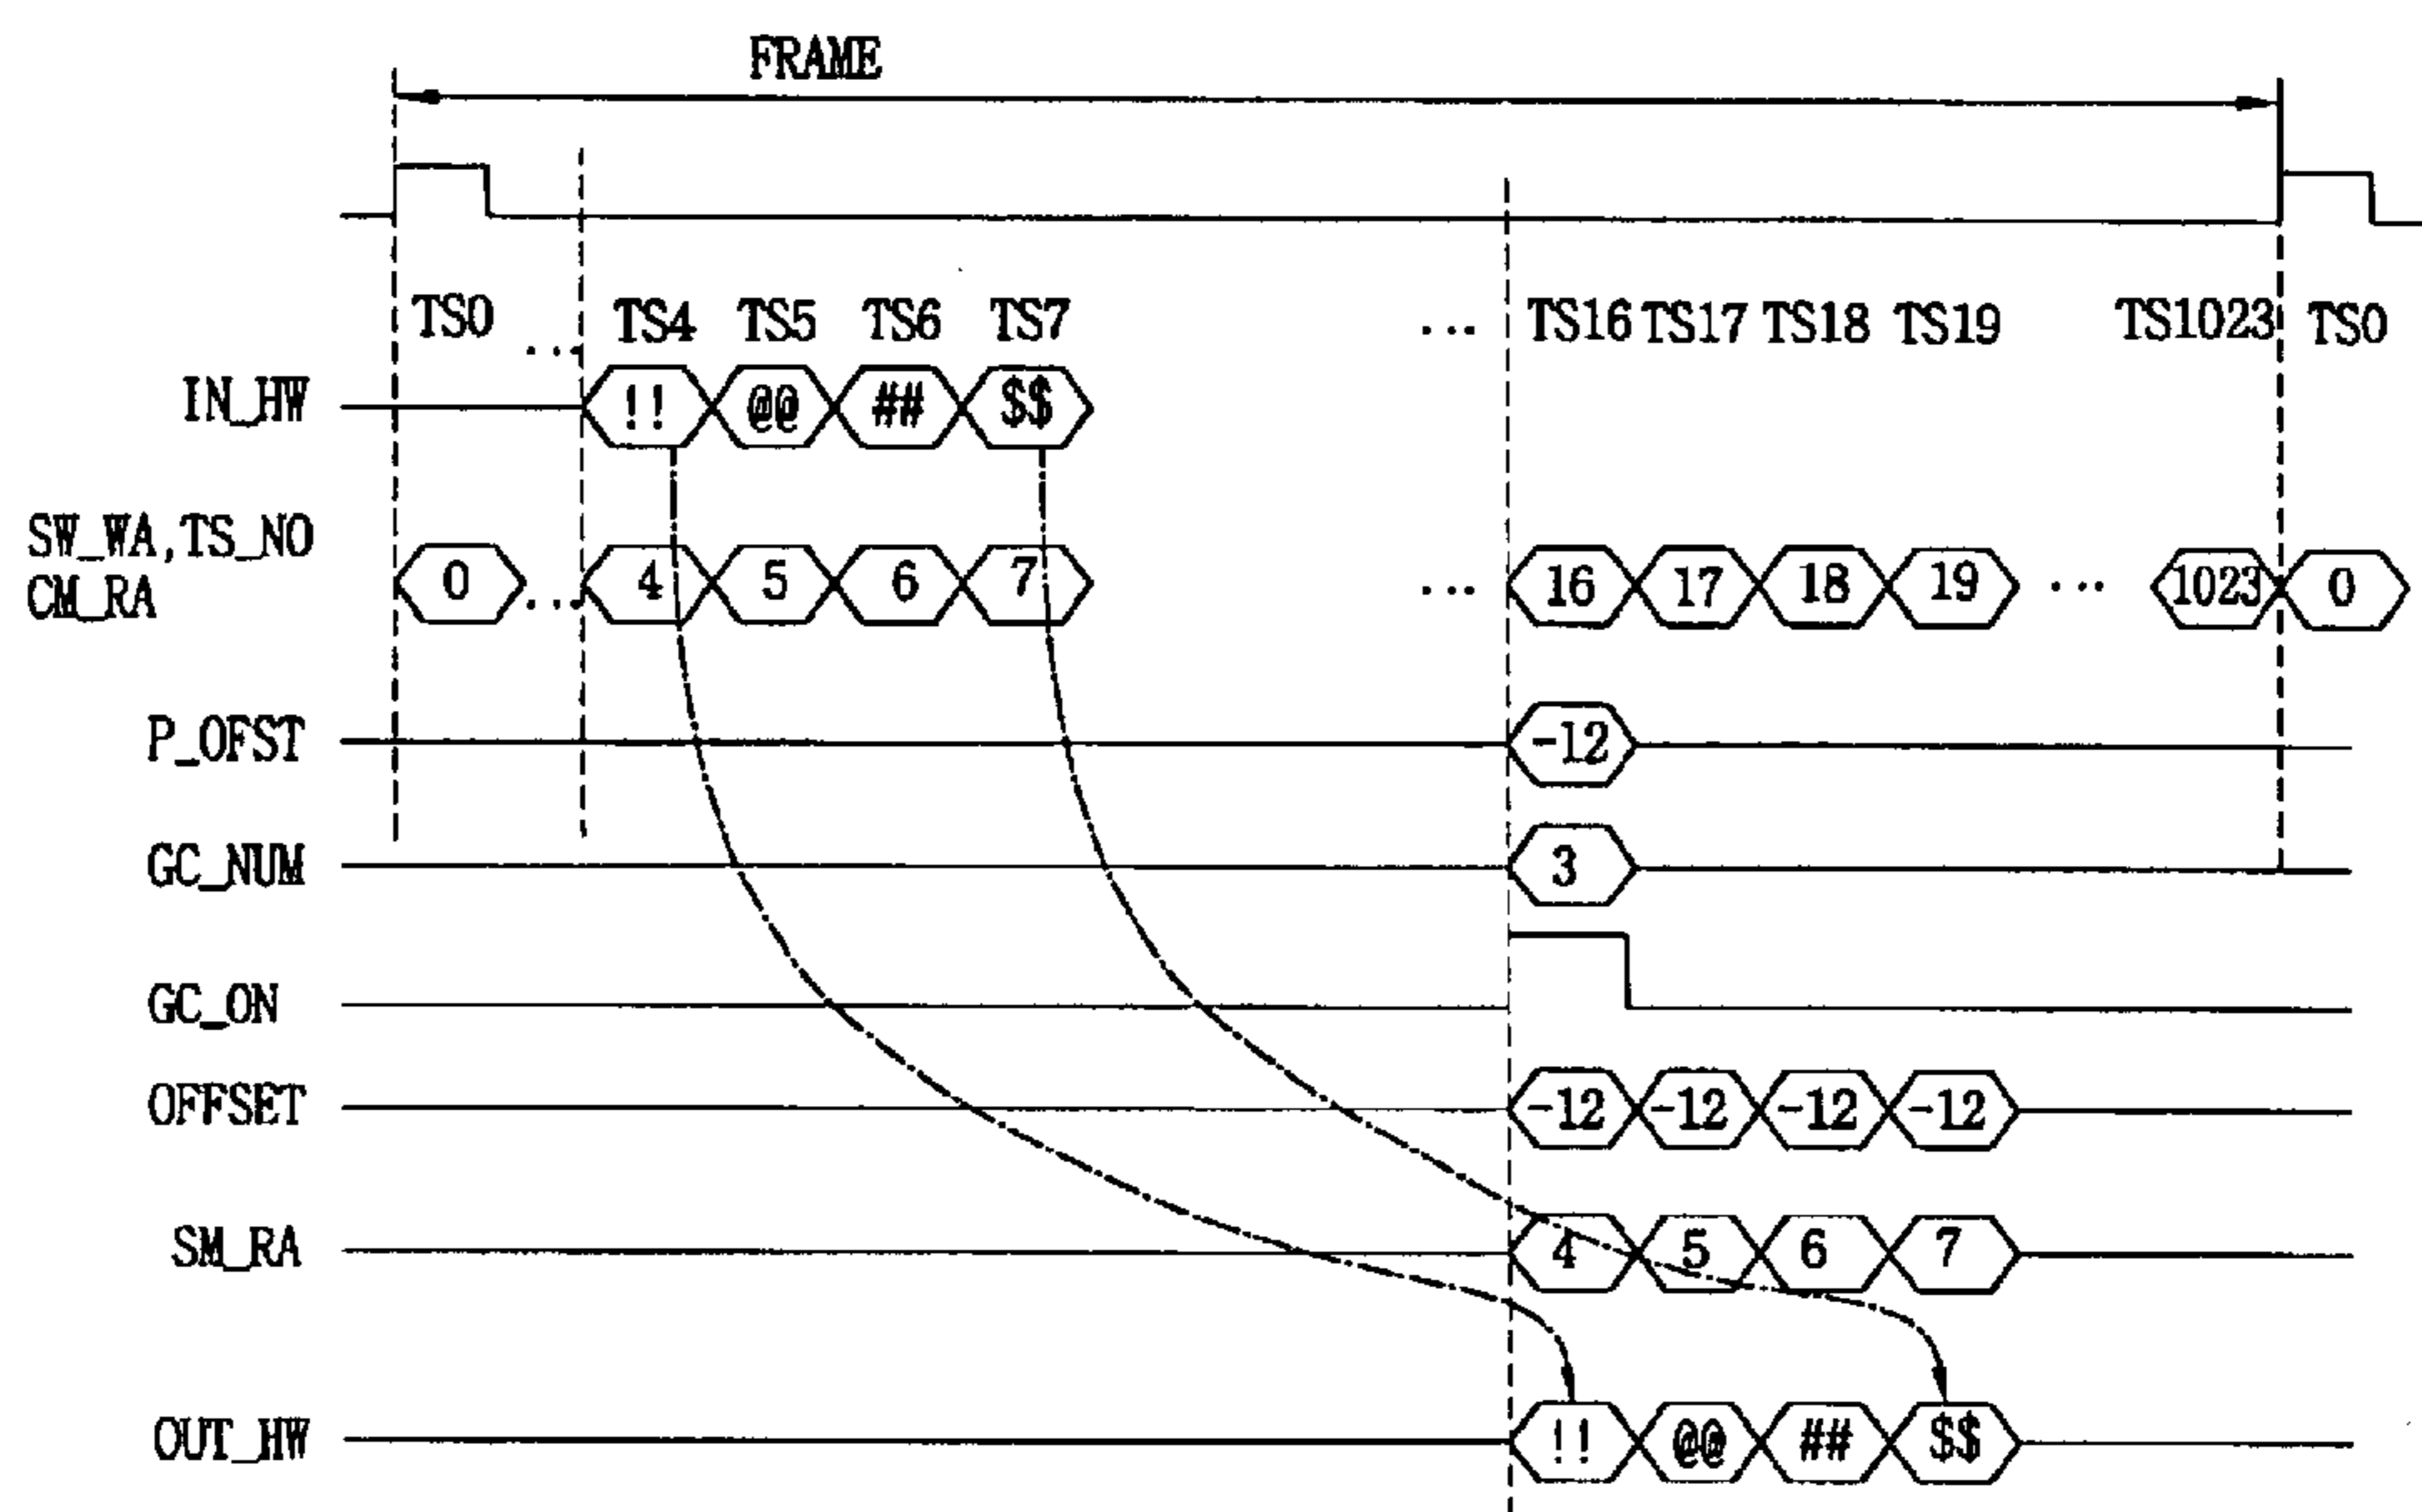 FRAME
TS0 ... TS4 TS5 TS6 TS7 ... TS16 TS17 TS18 TS19 TS1023 TS0
IN_HW !! @@ ## $$
SW_WA,TS_NO
CM_RA 0 ... 4 5 6 7 ... 16 17 18 19 ... 1023 0
P_OFST -12
GC_NUM 3
GC_ON
OFFSET -12 -12 -12 -12
SM_RA 4 5 6 7
OUT_HW !! @@ ## $$